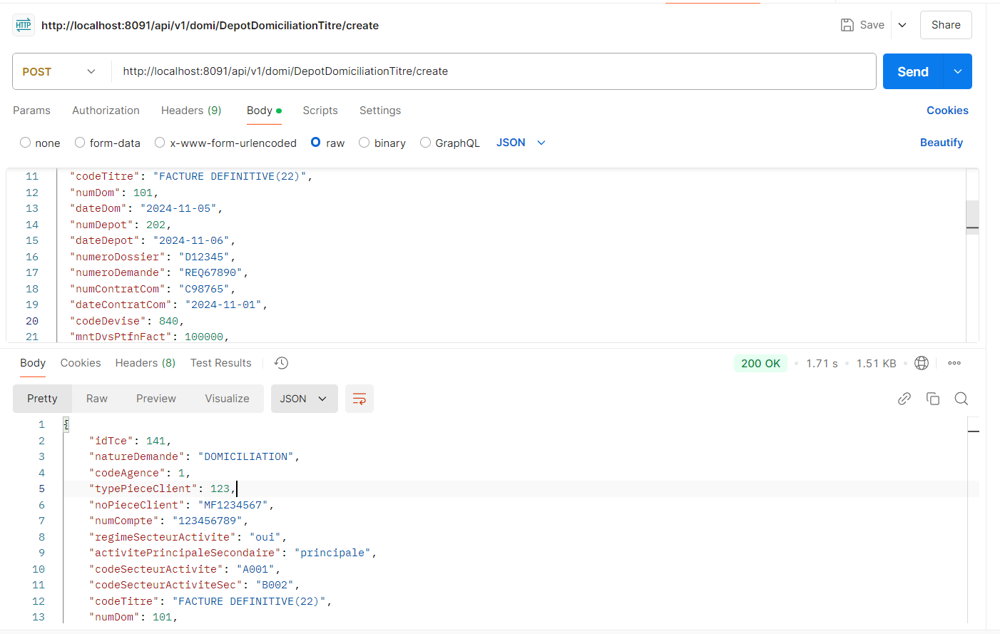 HTTP http://localhost:8091/api/v1/domi/DepotDomiciliationTitre/create Save Share
POST http://localhost:8091/api/v1/domi/DepotDomiciliationTitre/create Send
Params Authorization Headers (9) Body Scripts Settings Cookies
none form-data x-www-form-urlencoded raw binary GraphQL JSON Beautify
11 "codeTitre": "FACTURE DEFINITIVE(22)",
12 "numDom": 101,
13 "dateDom": "2024-11-05",
14 "numDepot": 202,
15 "dateDepot": "2024-11-06",
16 "numeroDossier": "D12345",
17 "numeroDemande": "REQ67890",
18 "numContratCom": "C98765",
19 "dateContratCom": "2024-11-01",
20 "codeDevise": 840,
21 "mntDvsPtfnFact": 100000,
Body Cookies Headers (8) Test Results 200 OK 1.71 s 1.51 KB
Pretty Raw Preview Visualize JSON
1 {
2 "idTce": 141,
3 "natureDemande": "DOMICILIATION",
4 "codeAgence": 1,
5 "typePieceClient": 123,
6 "noPieceClient": "MF1234567",
7 "numCompte": "123456789",
8 "regimeSecteurActivite": "oui",
9 "activitePrincipaleSecondaire": "principale",
10 "codeSecteurActivite": "A001",
11 "codeSecteurActiviteSec": "B002",
12 "codeTitre": "FACTURE DEFINITIVE(22)",
13 "numDom": 101,